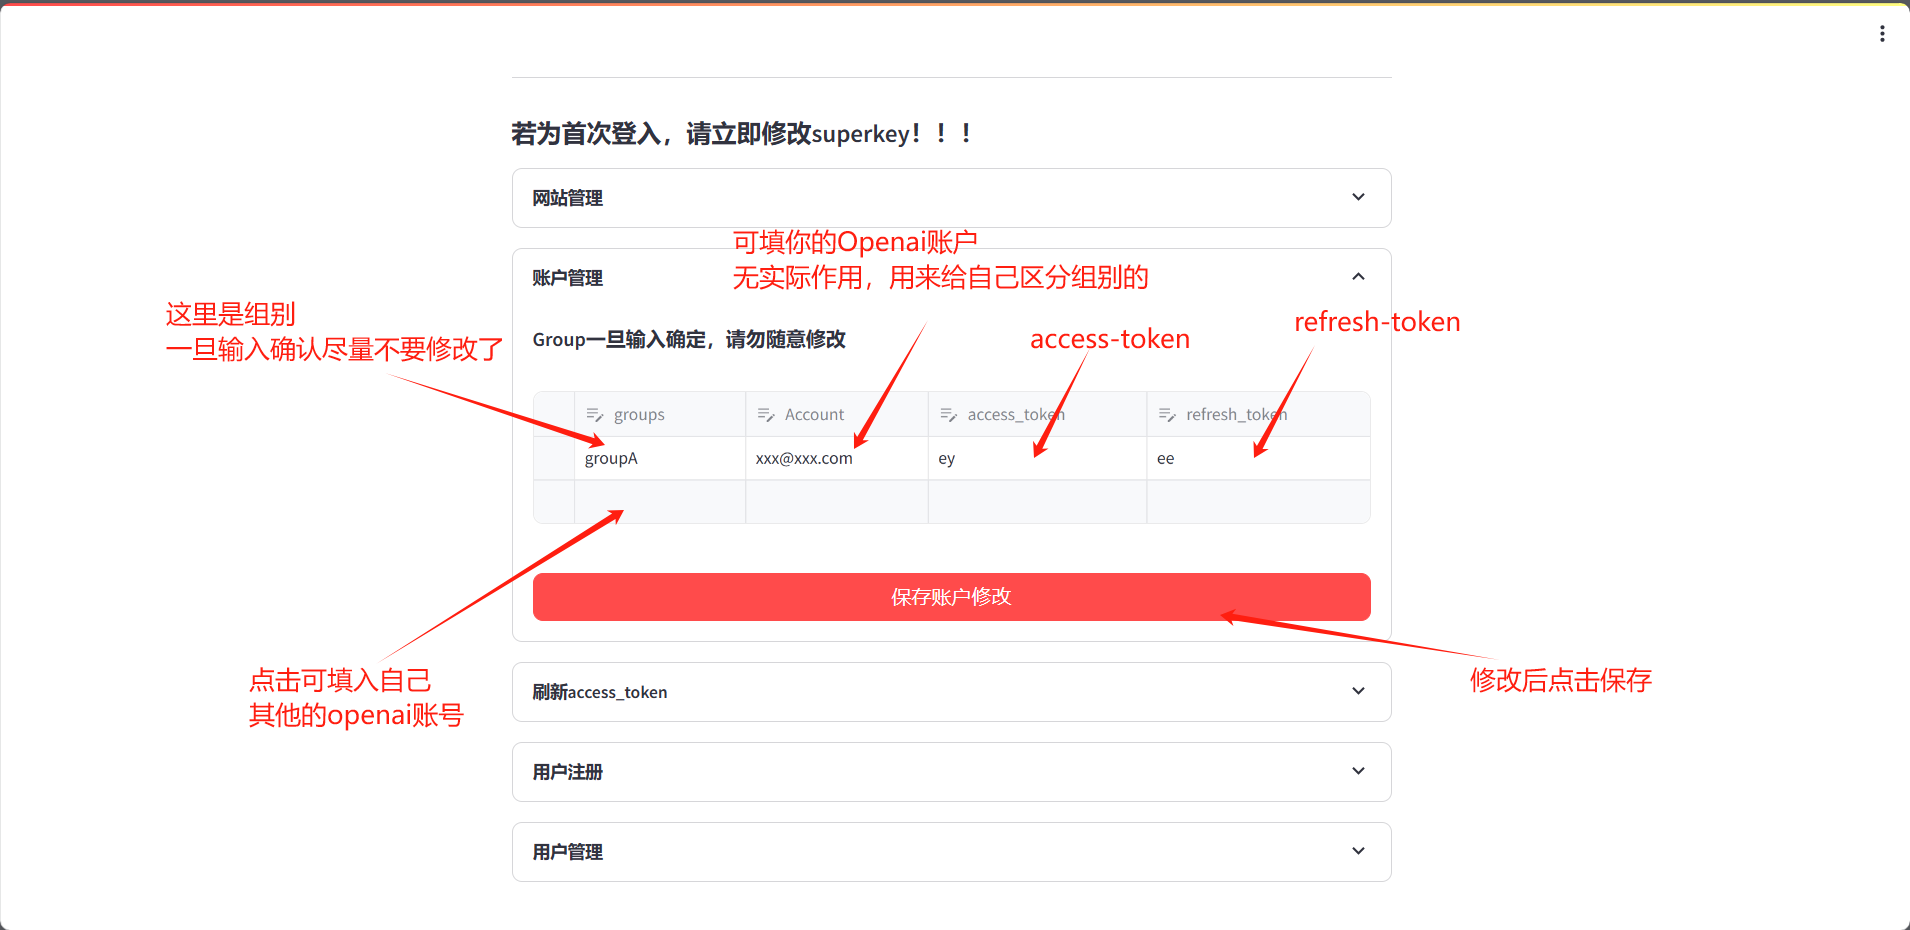 若为首次登入，请立即修改superkey！！！
网站管理
可填你的Openai账户
无实际作用，用来给自己区分组别的
账户管理
这里是组别
一旦输入确认尽量不要修改了
Group一旦输入确定，请勿随意修改
access-token
refresh-token
groups Account access_token refresh_token
groupA xxx@xxx.com ey ee
保存账户修改
点击可填入自己
其他的openai账号
修改后点击保存
刷新access_token
用户注册
用户管理